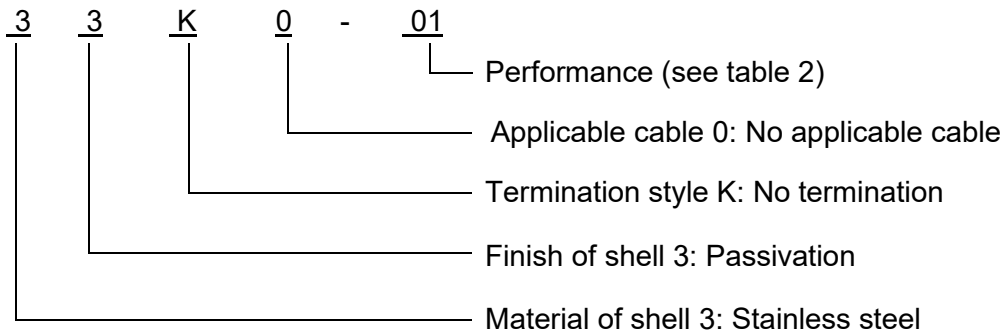 3 3 K 0 - 01
Performance (see table 2)
Applicable cable 0: No applicable cable
Termination style K: No termination
Finish of shell 3: Passivation
Material of shell 3: Stainless steel